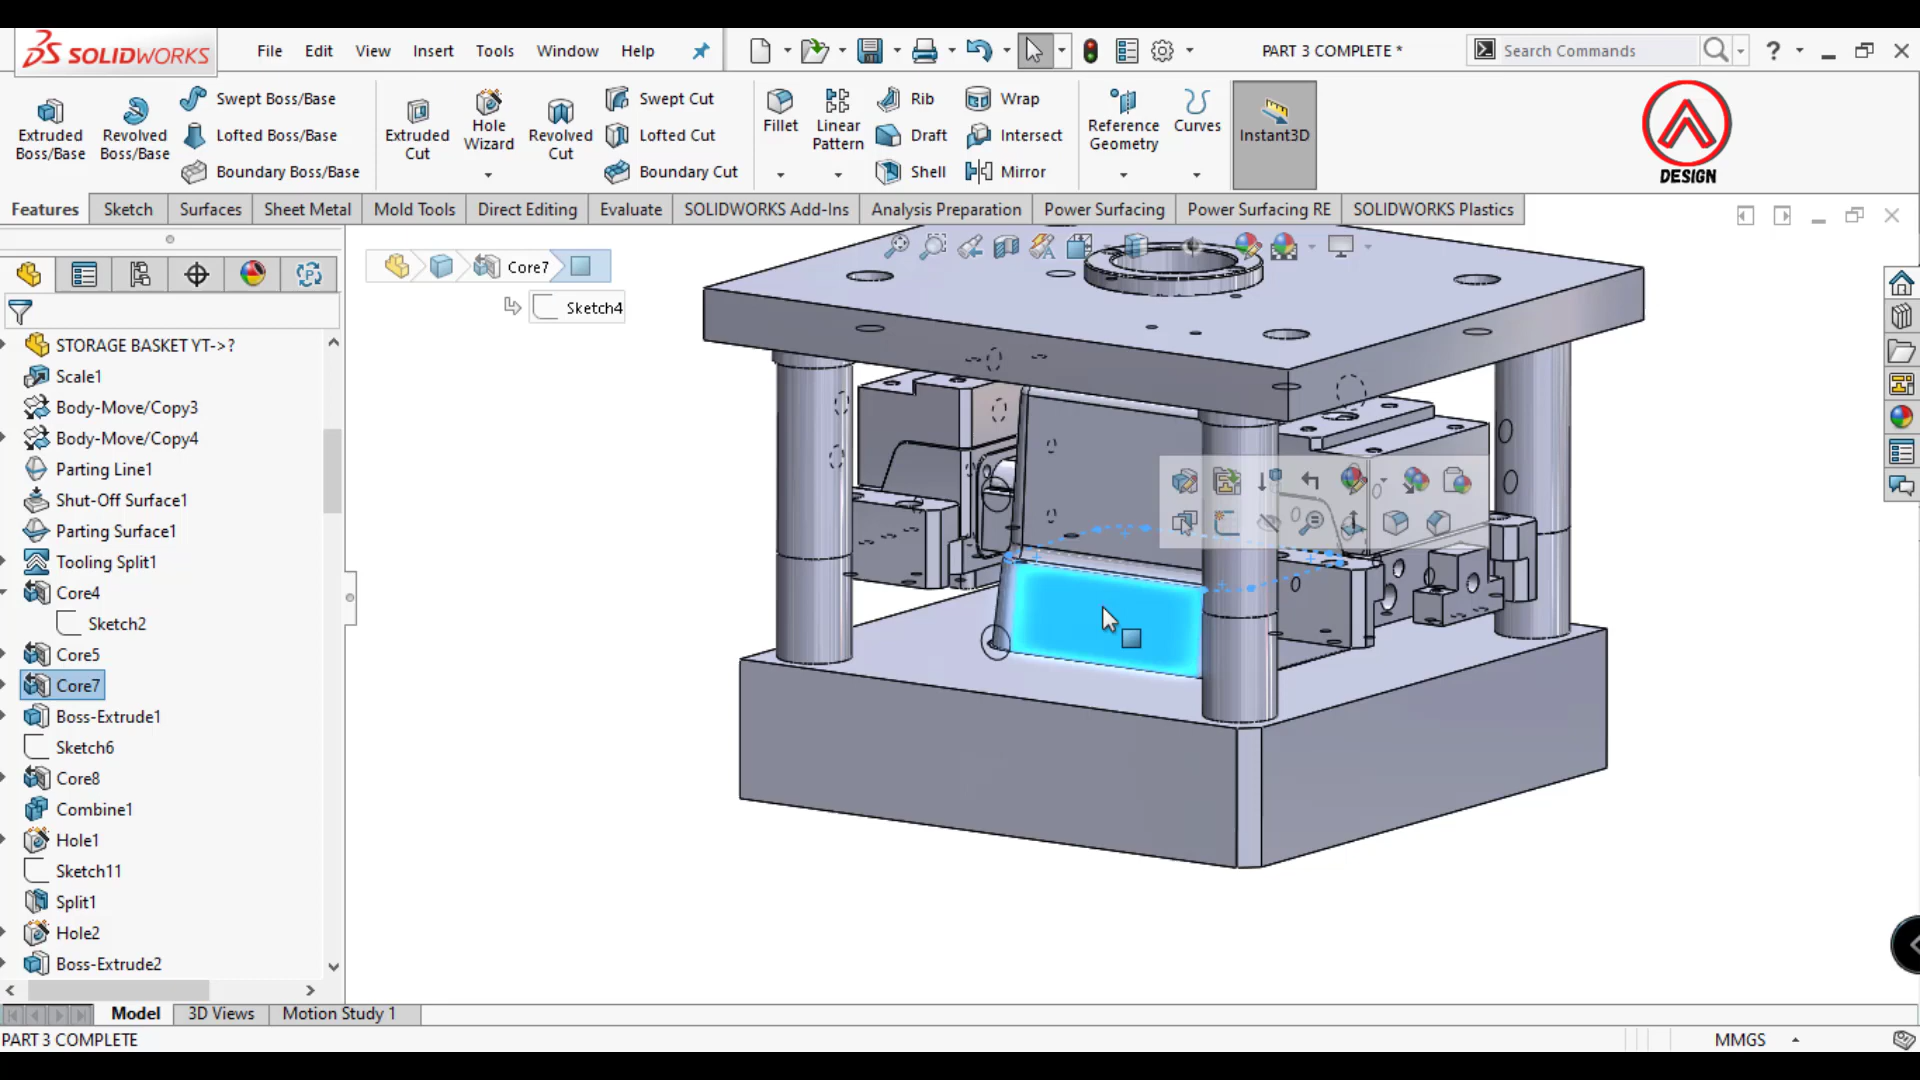 SOLIDWORKS
File Edit View Insert Tools Window Help
PART 3 COMPLETE *
Search Commands
?
Extruded Boss/Base
Revolved Boss/Base
Swept Boss/Base
Lofted Boss/Base
Boundary Boss/Base
Extruded Cut
Hole Wizard
Revolved Cut
Swept Cut
Lofted Cut
Boundary Cut
Fillet
Linear Pattern
Rib
Draft
Shell
Wrap
Intersect
Mirror
Reference Geometry
Curves
Instant3D
DESIGN
Features Sketch Surfaces Sheet Metal Mold Tools Direct Editing Evaluate SOLIDWORKS Add-Ins Analysis Preparation Power Surfacing Power Surfacing RE SOLIDWORKS Plastics
Core7
Sketch4
STORAGE BASKET YT->?
Scale1
Body-Move/Copy3
Body-Move/Copy4
Parting Line1
Shut-Off Surface1
Parting Surface1
Tooling Split1
Core4
Sketch2
Core5
Core7
Boss-Extrude1
Sketch6
Core8
Combine1
Hole1
Sketch11
Split1
Hole2
Boss-Extrude2
Model 3D Views Motion Study 1
PART 3 COMPLETE
MMGS